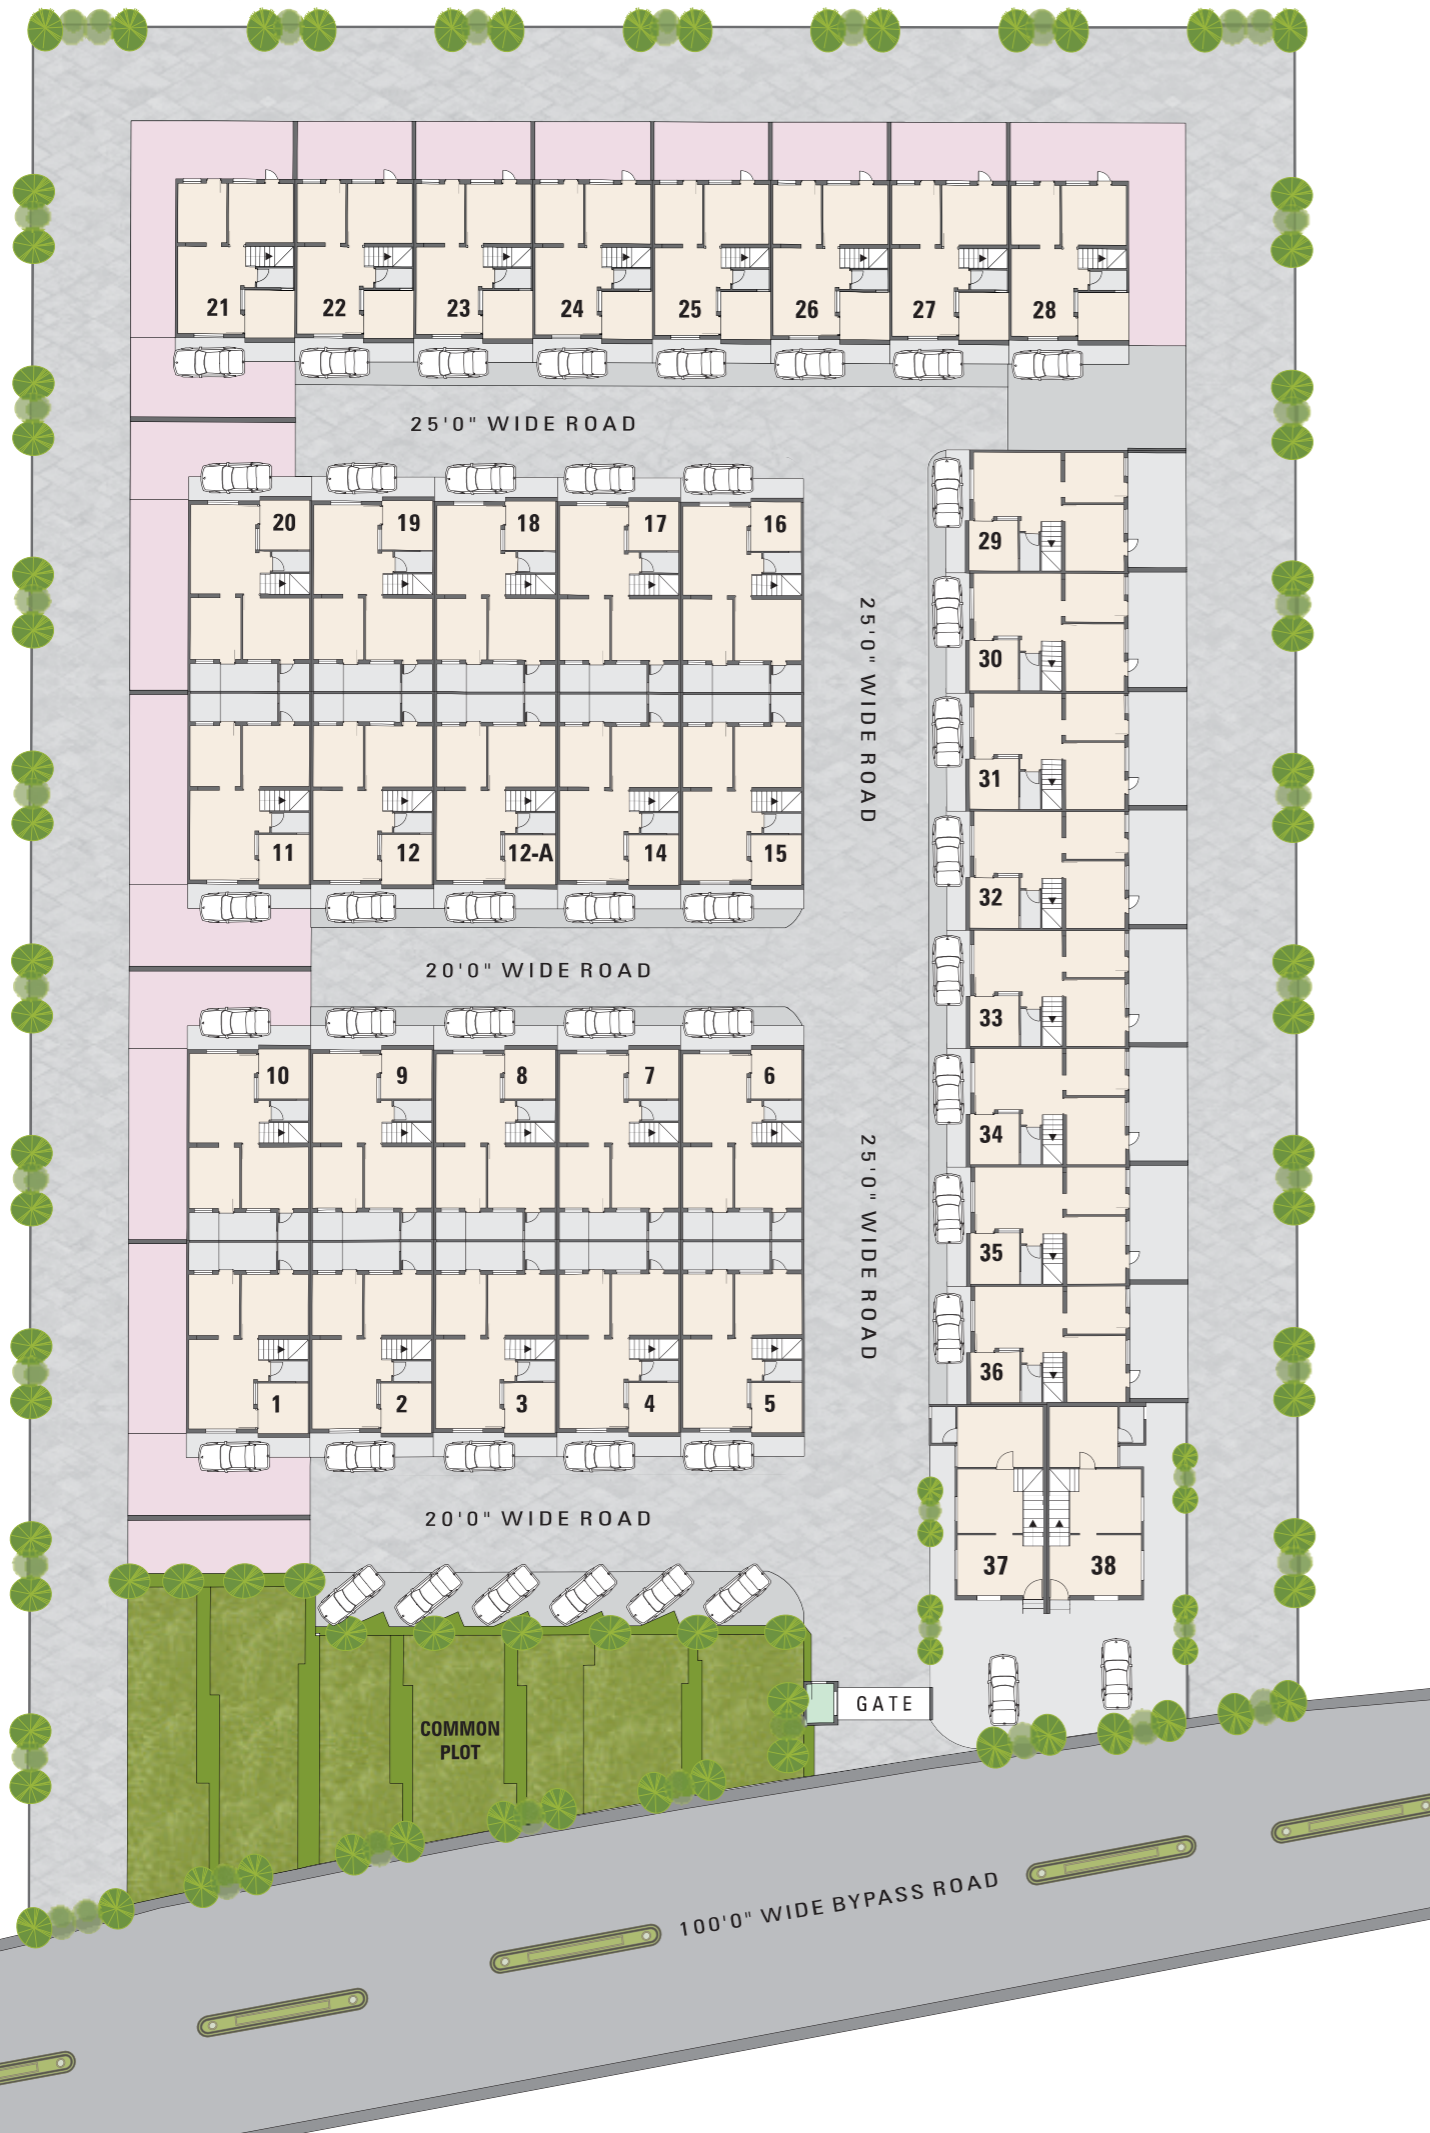 21 22 23 24 25 26 27 28
25'0" WIDE ROAD
20 19 18 17 16
29
25'0" WIDE ROAD
30
31
11 12 12-A 14 15
32
20'0" WIDE ROAD
33
10 9 8 7 6
34
25'0" WIDE ROAD
35
36
1 2 3 4 5
20'0" WIDE ROAD
37 38
GATE
COMMON
PLOT
100'0" WIDE BYPASS ROAD